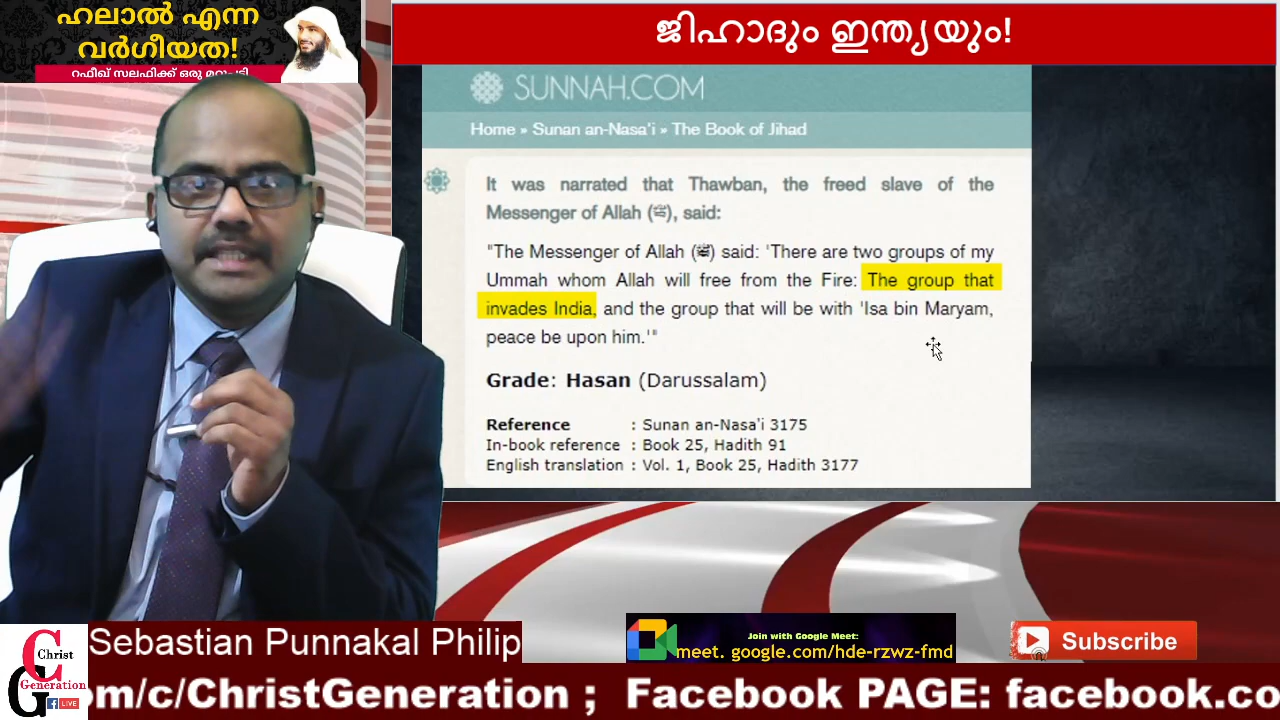 ഹലാൽ എന്ന
വർഗീയത!
റഫീഖ് സലഫിക്ക് ഒരു മറുപടി
ജിഹാദും ഇന്ത്യയും!
SUNNAH.COM
Home » Sunan an-Nasa'i » The Book of Jihad
It was narrated that Thawban, the freed slave of the
Messenger of Allah (ﷺ), said:
"The Messenger of Allah (ﷺ) said: 'There are two groups of my
Ummah whom Allah will free from the Fire: The group that
invades India, and the group that will be with 'Isa bin Maryam,
peace be upon him.'"
Grade: Hasan (Darussalam)
Reference : Sunan an-Nasa'i 3175
In-book reference : Book 25, Hadith 91
English translation : Vol. 1, Book 25, Hadith 3177
Christ
Generation
LIVE
Sebastian Punnakal Philip
Join with Google Meet:
meet. google.com/hde-rzwz-fmd
Subscribe
om/c/ChristGeneration ; Facebook PAGE: facebook.co